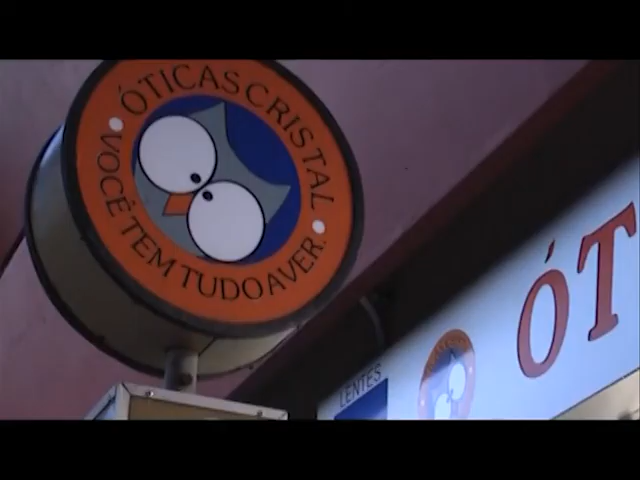 ÓTICAS CRISTAL
VOCÊ TEM TUDO A VER.
LENTES
ÓT